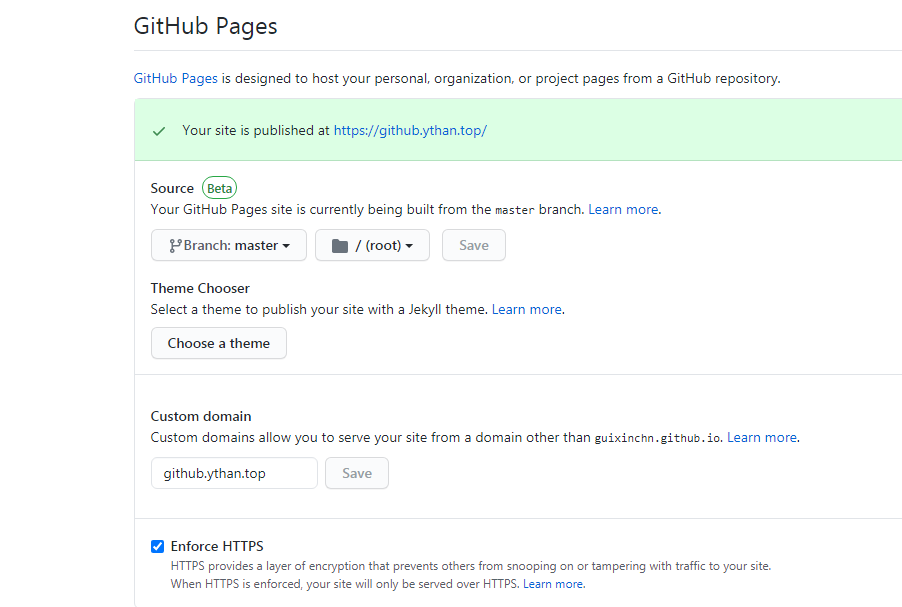 GitHub Pages
GitHub Pages is designed to host your personal, organization, or project pages from a GitHub repository.
Your site is published at https://github.ythan.top/
Source Beta
Your GitHub Pages site is currently being built from the master branch. Learn more.
Branch: master / (root) Save
Theme Chooser
Select a theme to publish your site with a Jekyll theme. Learn more.
Choose a theme
Custom domain
Custom domains allow you to serve your site from a domain other than guixinchn.github.io. Learn more.
github.ythan.top Save
Enforce HTTPS
HTTPS provides a layer of encryption that prevents others from snooping on or tampering with traffic to your site.
When HTTPS is enforced, your site will only be served over HTTPS. Learn more.